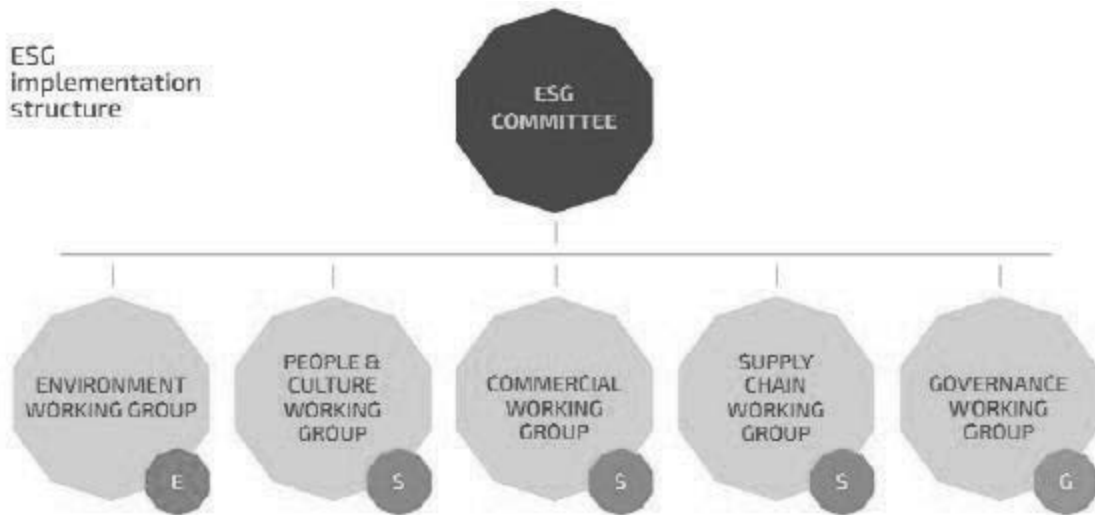 ESG
implementation
structure
ESG
COMMITTEE
ENVIRONMENT
WORKING GROUP
E
PEOPLE &
CULTURE
WORKING
GROUP
S
COMMERCIAL
WORKING
GROUP
S
SUPPLY
CHAIN
WORKING
GROUP
S
GOVERNANCE
WORKING
GROUP
G